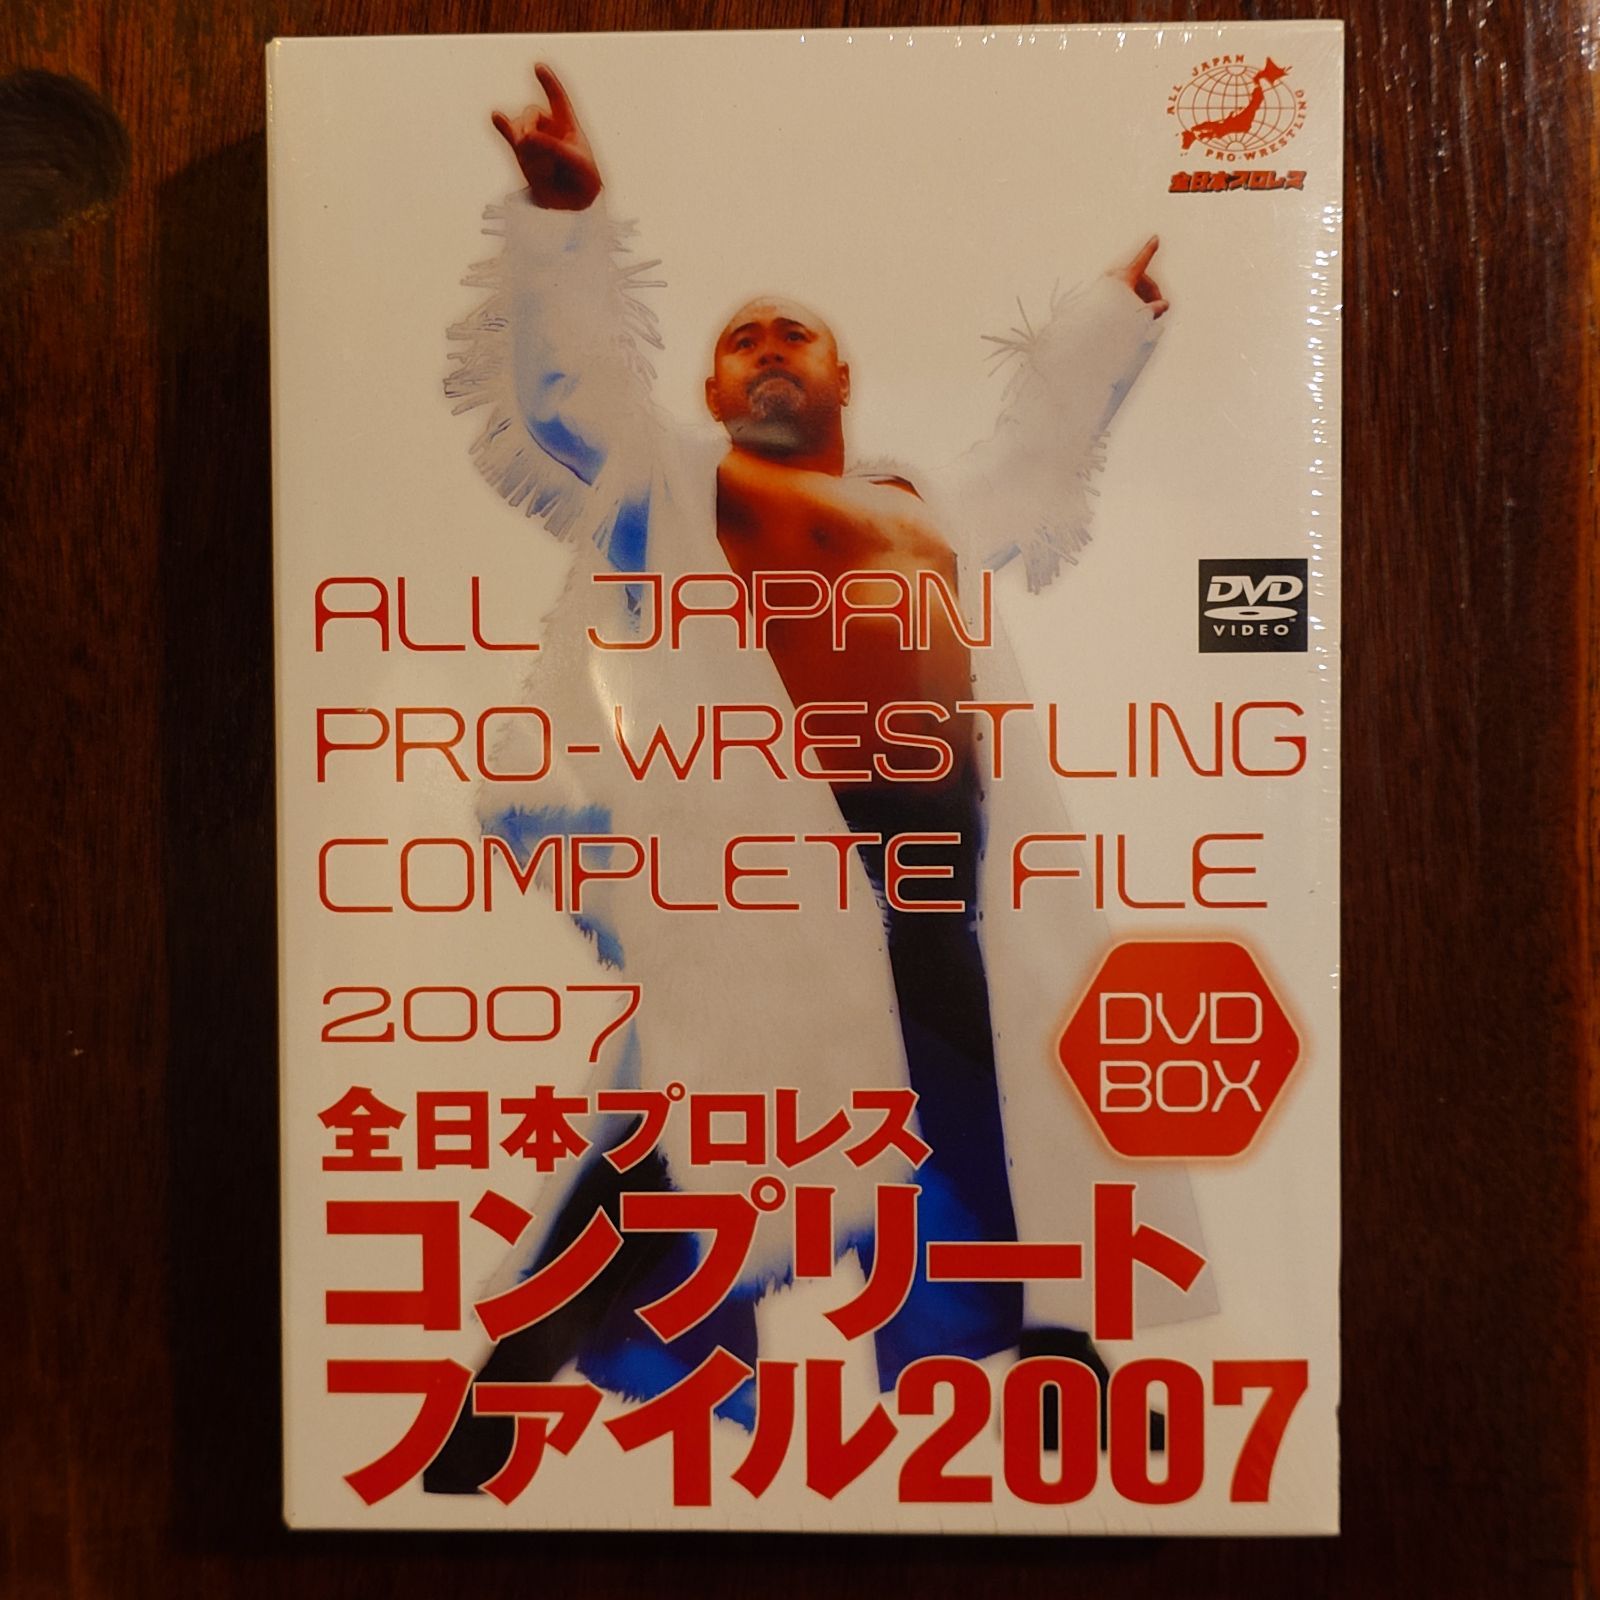 ALL JAPAN
PRO-WRESTLING
全日本プロレス
ALL JAPAN
DVD
VIDEO
TM
PRO-WRESTLING
COMPLETE FILE
2007
DVD
BOX
全日本プロレス
コンプリート
ファイル2007